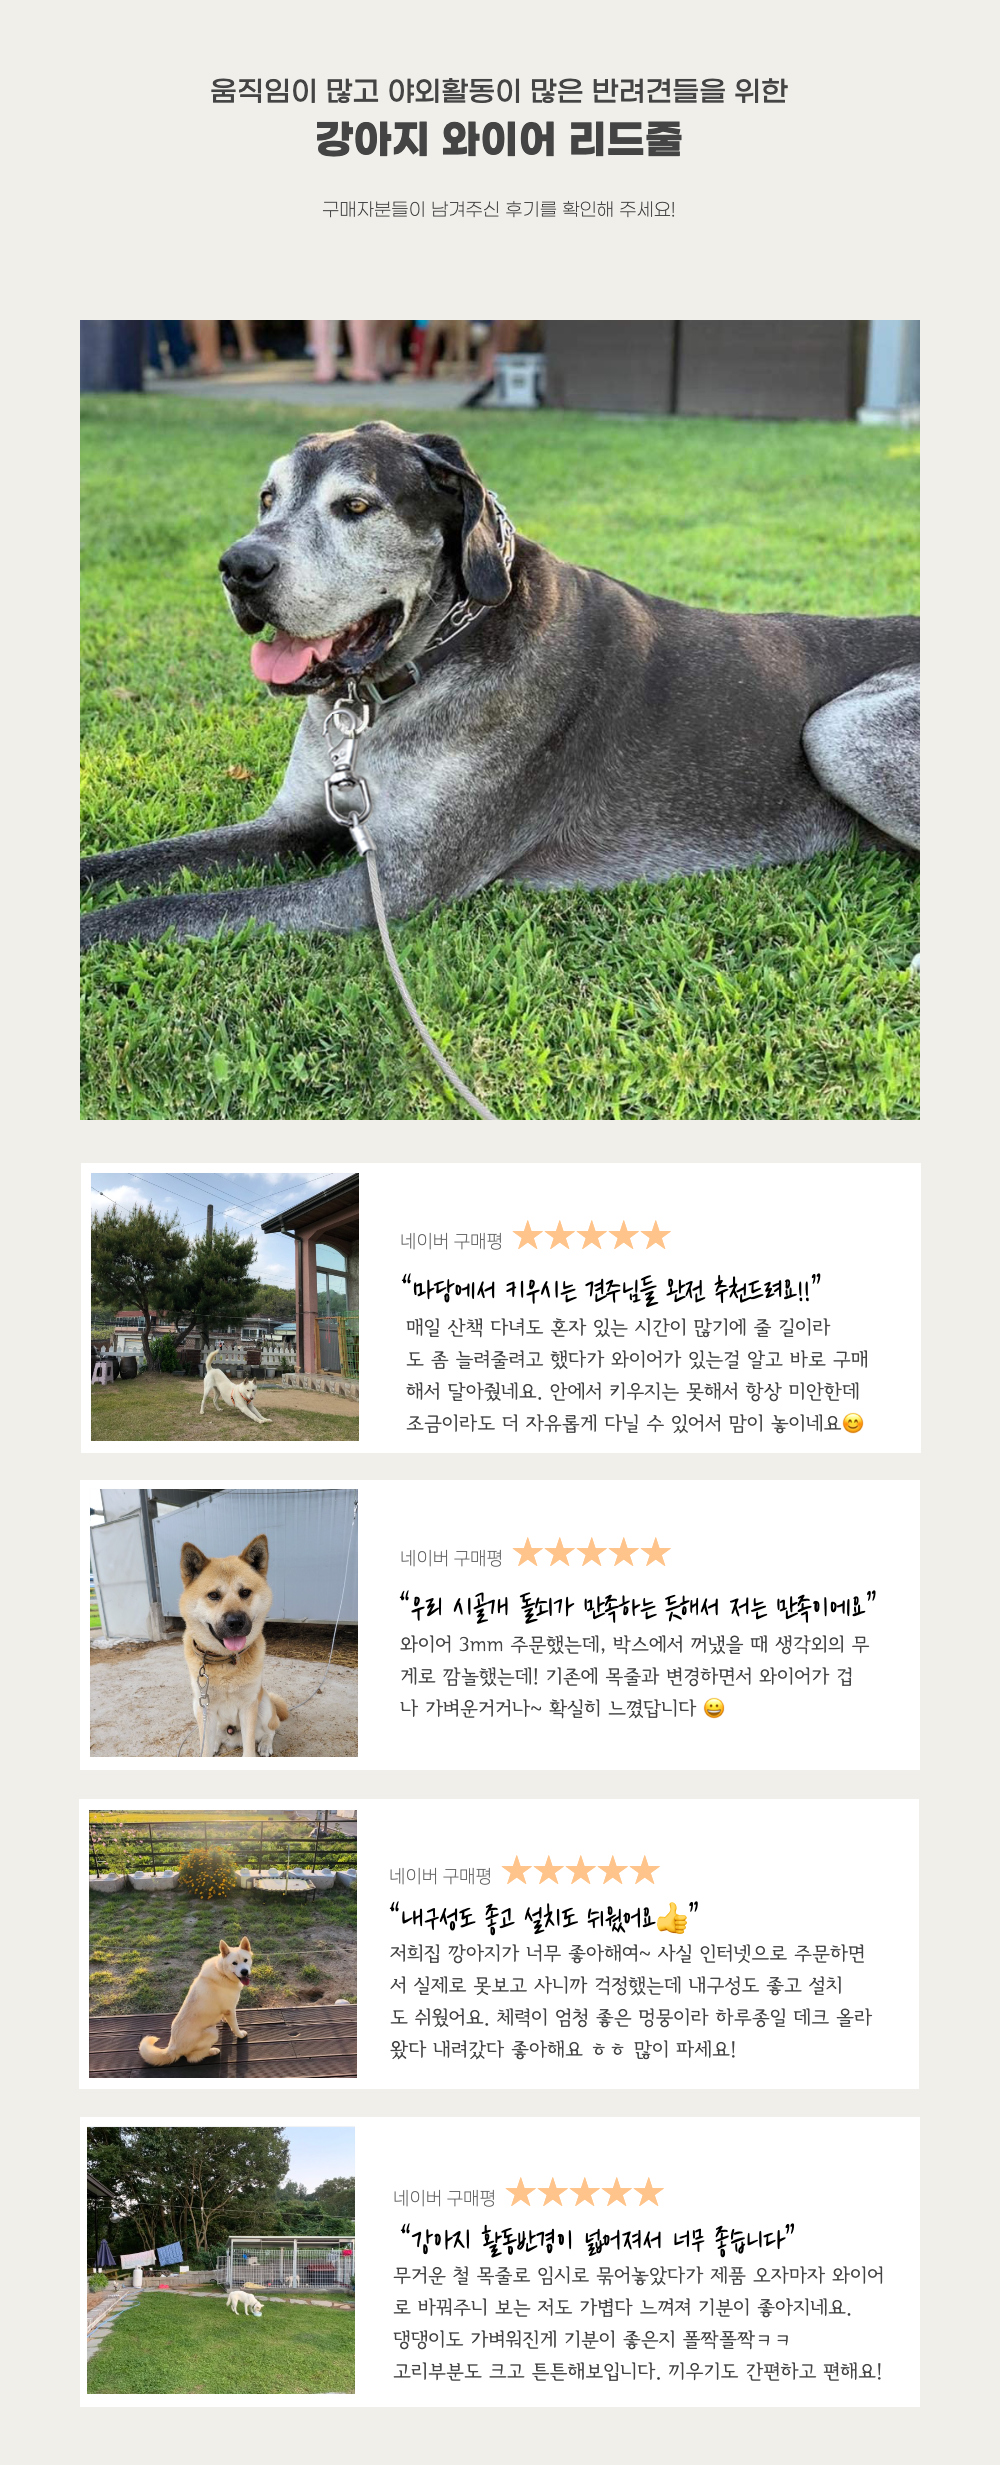 움직임이 많고 야외활동이 많은 반려견들을 위한
강아지 와이어 리드줄
구매자분들이 남겨주신 후기를 확인해 주세요!
네이버 구매평 ★★★★★
“마당에서 키우시는 견주님들 완전 추천드려요!!”
매일 산책 다녀도 혼자 있는 시간이 많기에 줄 길이라
도 좀 늘려줄려고 했다가 와이어가 있는걸 알고 바로 구매
해서 달아줬네요. 안에서 키우지는 못해서 항상 미안한데
조금이라도 더 자유롭게 다닐 수 있어서 맘이 놓이네요😊
네이버 구매평 ★★★★★
“우리 시골개 돌쇠가 만족하는 듯해서 저는 만족이에요”
와이어 3mm 주문했는데, 박스에서 꺼냈을 때 생각외의 무
게로 깜놀했는데! 기존에 목줄과 변경하면서 와이어가 겁
나 가벼운거거나~ 확실히 느꼈답니다 😀
네이버 구매평 ★★★★★
“내구성도 좋고 설치도 쉬웠어요👍”
저희집 깡아지가 너무 좋아해여~ 사실 인터넷으로 주문하면
서 실제로 못보고 사니까 걱정했는데 내구성도 좋고 설치
도 쉬웠어요. 체력이 엄청 좋은 멍뭉이라 하루종일 데크 올라
왔다 내려갔다 좋아해요 ㅎㅎ 많이 파세요!
네이버 구매평 ★★★★★
“강아지 활동반경이 넓어져서 너무 좋습니다”
무거운 철 목줄로 임시로 묶어놓았다가 제품 오자마자 와이어
로 바꿔주니 보는 저도 가볍다 느껴져 기분이 좋아지네요.
댕댕이도 가벼워진게 기분이 좋은지 폴짝폴짝ㅋㅋ
고리부분도 크고 튼튼해보입니다. 끼우기도 간편하고 편해요!